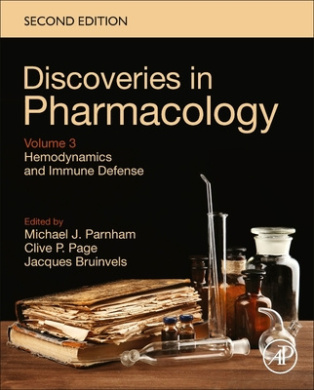 SECOND EDITION
Discoveries in
Pharmacology
Volume 3
Hemodynamics
and Immune Defense
Edited by
Michael J. Parnham
Clive P. Page
Jacques Bruinvels
AP